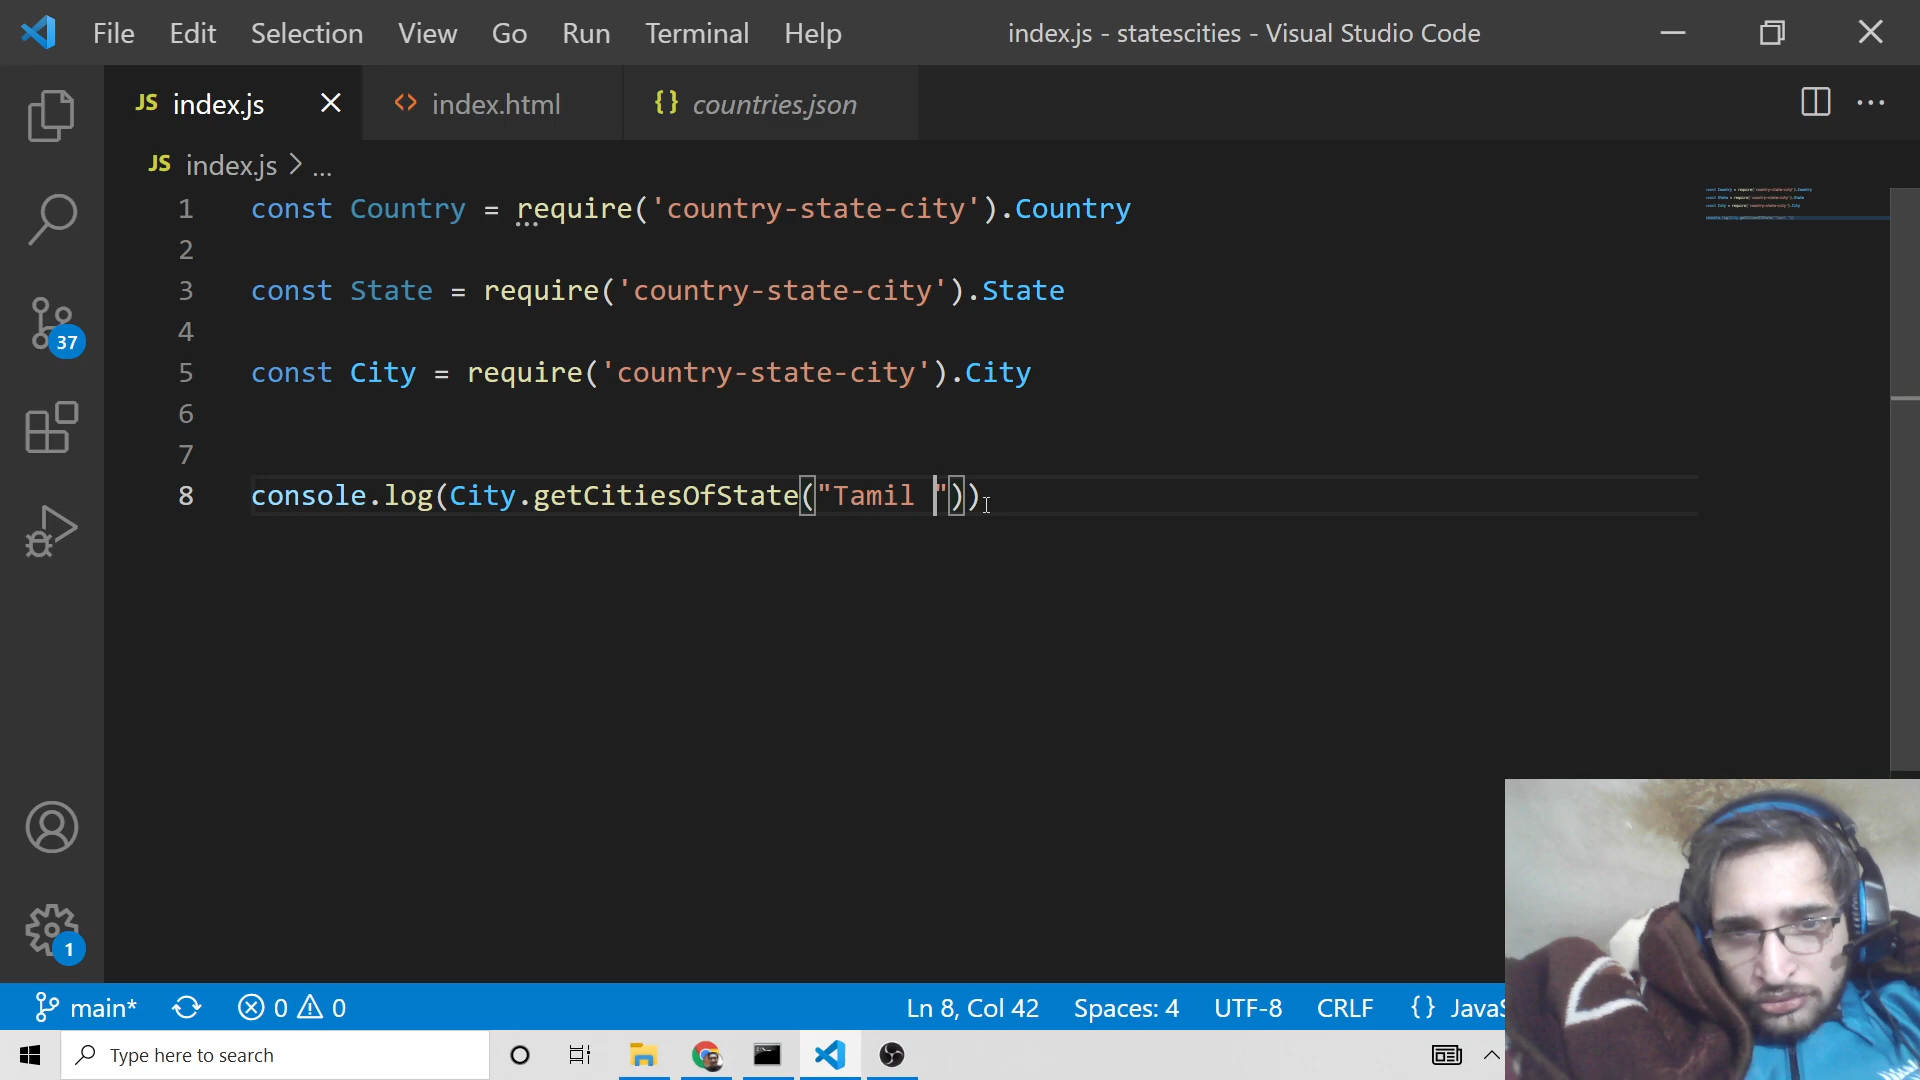 File Edit Selection View Go Run Terminal Help index.js - statescities - Visual Studio Code
JS index.js index.html {} countries.json
JS index.js > ...
1 const Country = require('country-state-city').Country
2
3 const State = require('country-state-city').State
4
5 const City = require('country-state-city').City
6
7
8 console.log(City.getCitiesOfState("Tamil "))
37
1
main* 0 0 Ln 8, Col 42 Spaces: 4 UTF-8 CRLF {} JavaS
Type here to search